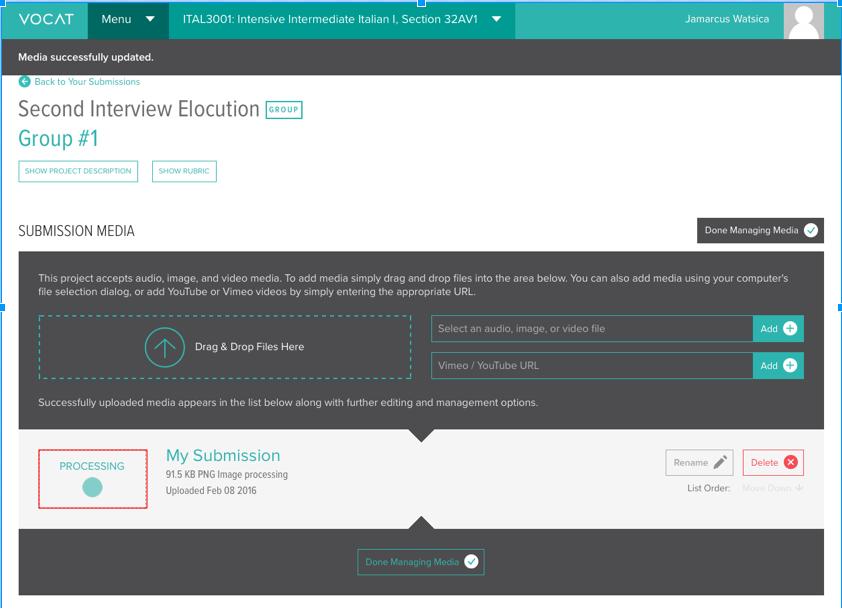 VOCAT
Menu
ITAL3001: Intensive Intermediate Italian I, Section 32AV1
Jamarcus Watsica
Media successfully updated.
Back to Your Submissions
Second Interview Elocution GROUP
Group #1
SHOW PROJECT DESCRIPTION
SHOW RUBRIC
SUBMISSION MEDIA
Done Managing Media
This project accepts audio, image, and video media. To add media simply drag and drop files into the area below. You can also add media using your computer's
file selection dialog, or add YouTube or Vimeo videos by simply entering the appropriate URL.
Drag & Drop Files Here
Select an audio, image, or video file
Add
Vimeo / YouTube URL
Add
Successfully uploaded media appears in the list below along with further editing and management options.
PROCESSING
My Submission
91.5 KB PNG Image processing
Uploaded Feb 08 2016
Rename
Delete
List Order:
Move Down
Done Managing Media